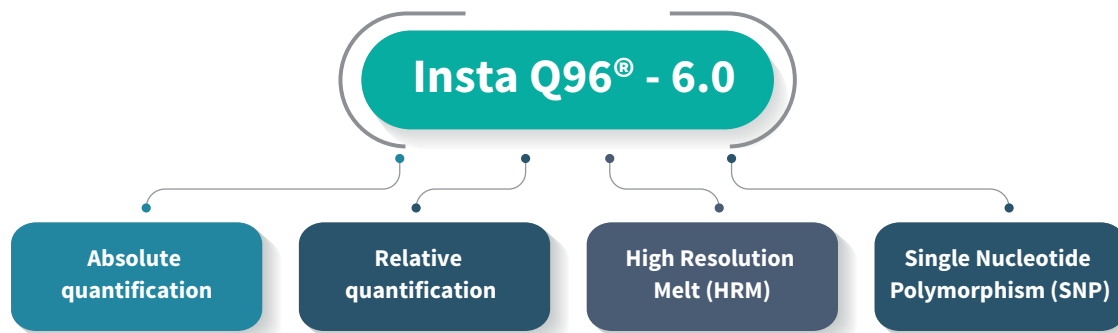 Insta Q96® - 6.0
Absolute
quantification
Relative
quantification
High Resolution
Melt (HRM)
Single Nucleotide
Polymorphism (SNP)